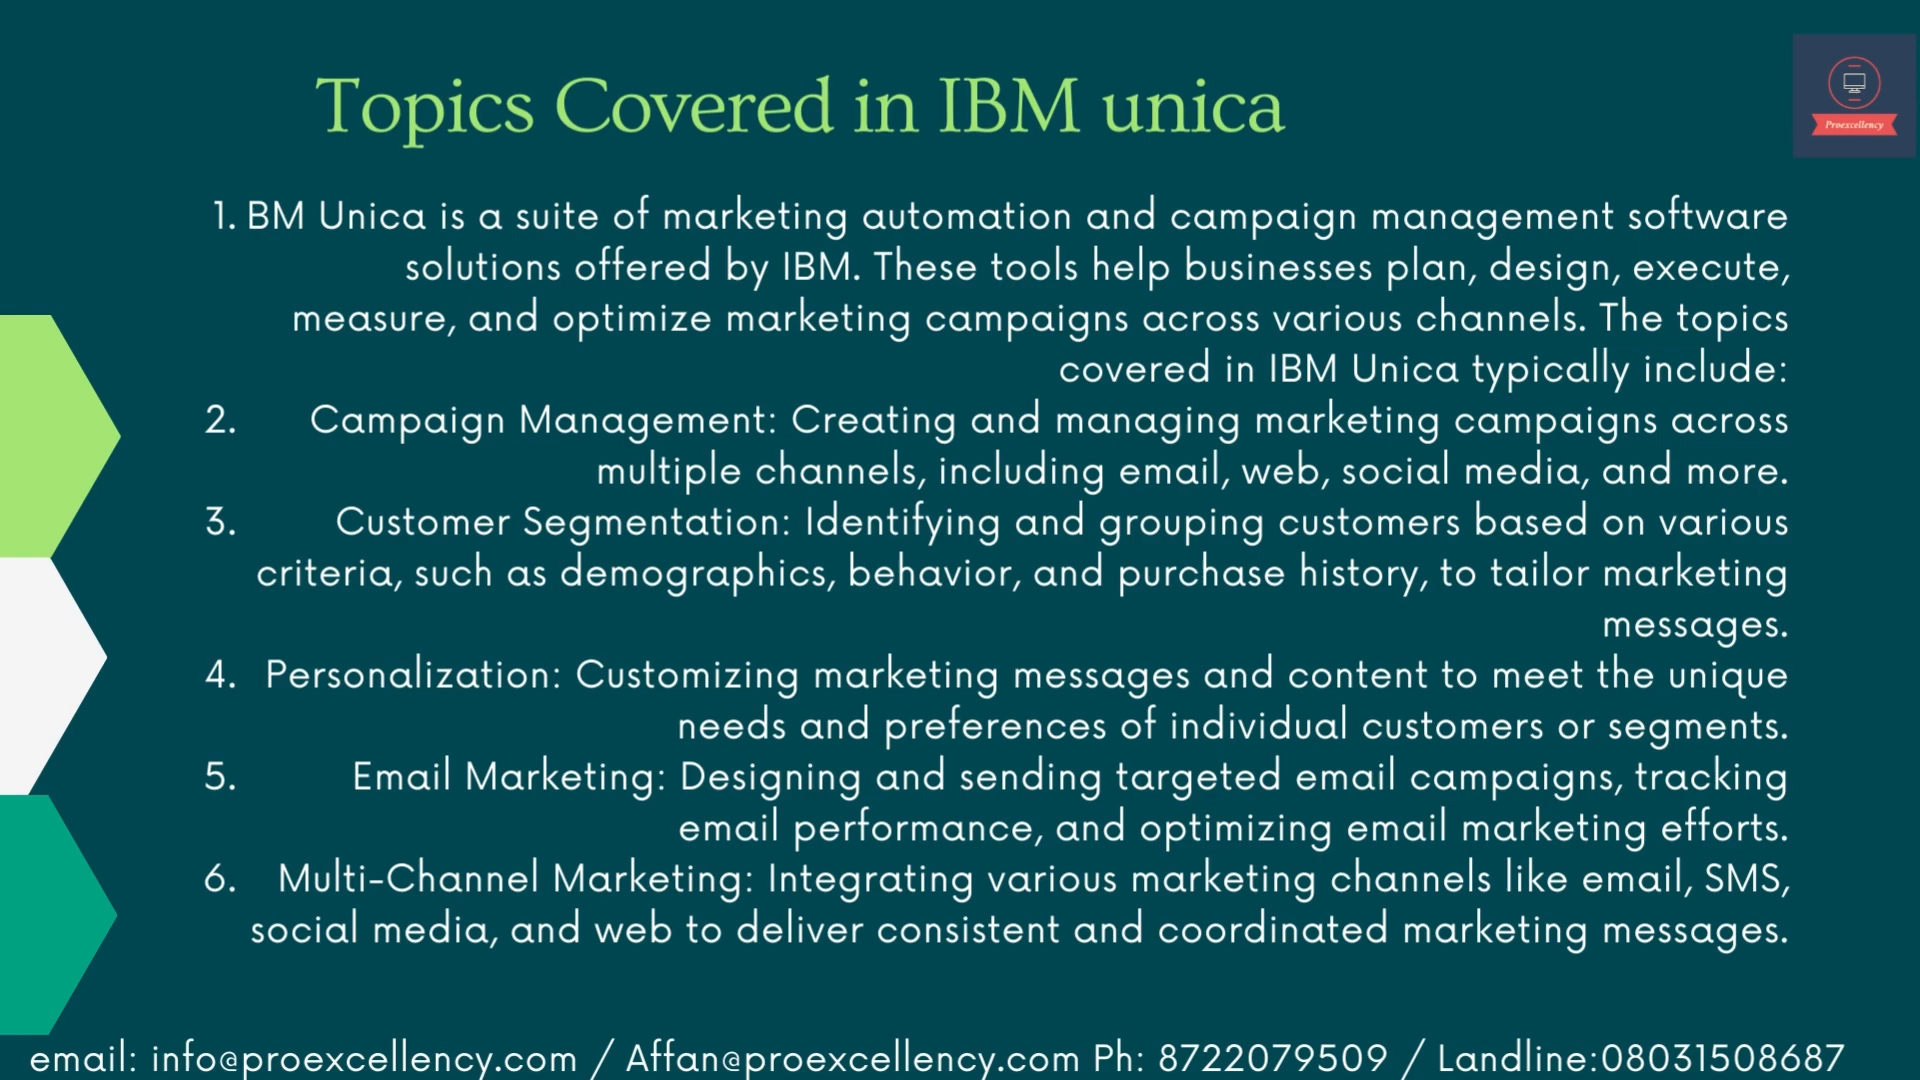 Topics Covered in IBM unica
Proexcellency
1. BM Unica is a suite of marketing automation and campaign management software
solutions offered by IBM. These tools help businesses plan, design, execute,
measure, and optimize marketing campaigns across various channels. The topics
covered in IBM Unica typically include:
2. Campaign Management: Creating and managing marketing campaigns across
multiple channels, including email, web, social media, and more.
3. Customer Segmentation: Identifying and grouping customers based on various
criteria, such as demographics, behavior, and purchase history, to tailor marketing
messages.
4. Personalization: Customizing marketing messages and content to meet the unique
needs and preferences of individual customers or segments.
5. Email Marketing: Designing and sending targeted email campaigns, tracking
email performance, and optimizing email marketing efforts.
6. Multi-Channel Marketing: Integrating various marketing channels like email, SMS,
social media, and web to deliver consistent and coordinated marketing messages.
email: info@proexcellency.com / Affan@proexcellency.com Ph: 8722079509 / Landline:08031508687